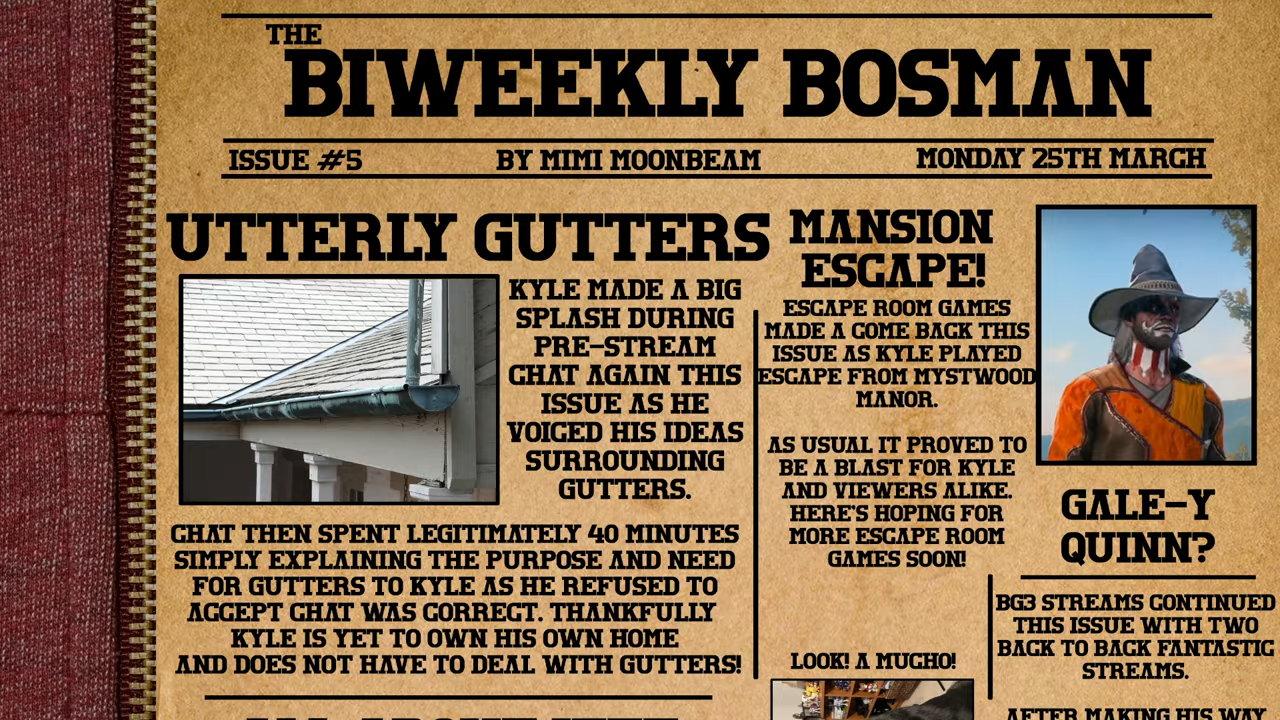 THE
BIWEEKLY BOSMAN
ISSUE #5
BY MIMI MOONBEAM
MONDAY 25TH MARCH
UTTERLY GUTTERS
KYLE MADE A BIG
SPLASH DURING
PRE-STREAM
CHAT AGAIN THIS
ISSUE AS HE
VOICED HIS IDEAS
SURROUNDING
GUTTERS.
CHAT THEN SPENT LEGITIMATELY 40 MINUTES
SIMPLY EXPLAINING THE PURPOSE AND NEED
FOR GUTTERS TO KYLE AS HE REFUSED TO
ACCEPT CHAT WAS CORRECT. THANKFULLY
KYLE IS YET TO OWN HIS OWN HOME
AND DOES NOT HAVE TO DEAL WITH GUTTERS!
MANSION
ESCAPE!
ESCAPE ROOM GAMES
MADE A COME BACK THIS
ISSUE AS KYLE PLAYED
ESCAPE FROM MYSTWOOD
MANOR.
AS USUAL IT PROVED TO
BE A BLAST FOR KYLE
AND VIEWERS ALIKE.
HERE'S HOPING FOR
MORE ESCAPE ROOM
GAMES SOON!
LOOK! A MUCHO!
GALE-Y
QUINN?
BG3 STREAMS CONTINUED
THIS ISSUE WITH TWO
BACK TO BACK FANTASTIC
STREAMS.
AFTER MAKING HIS WAY